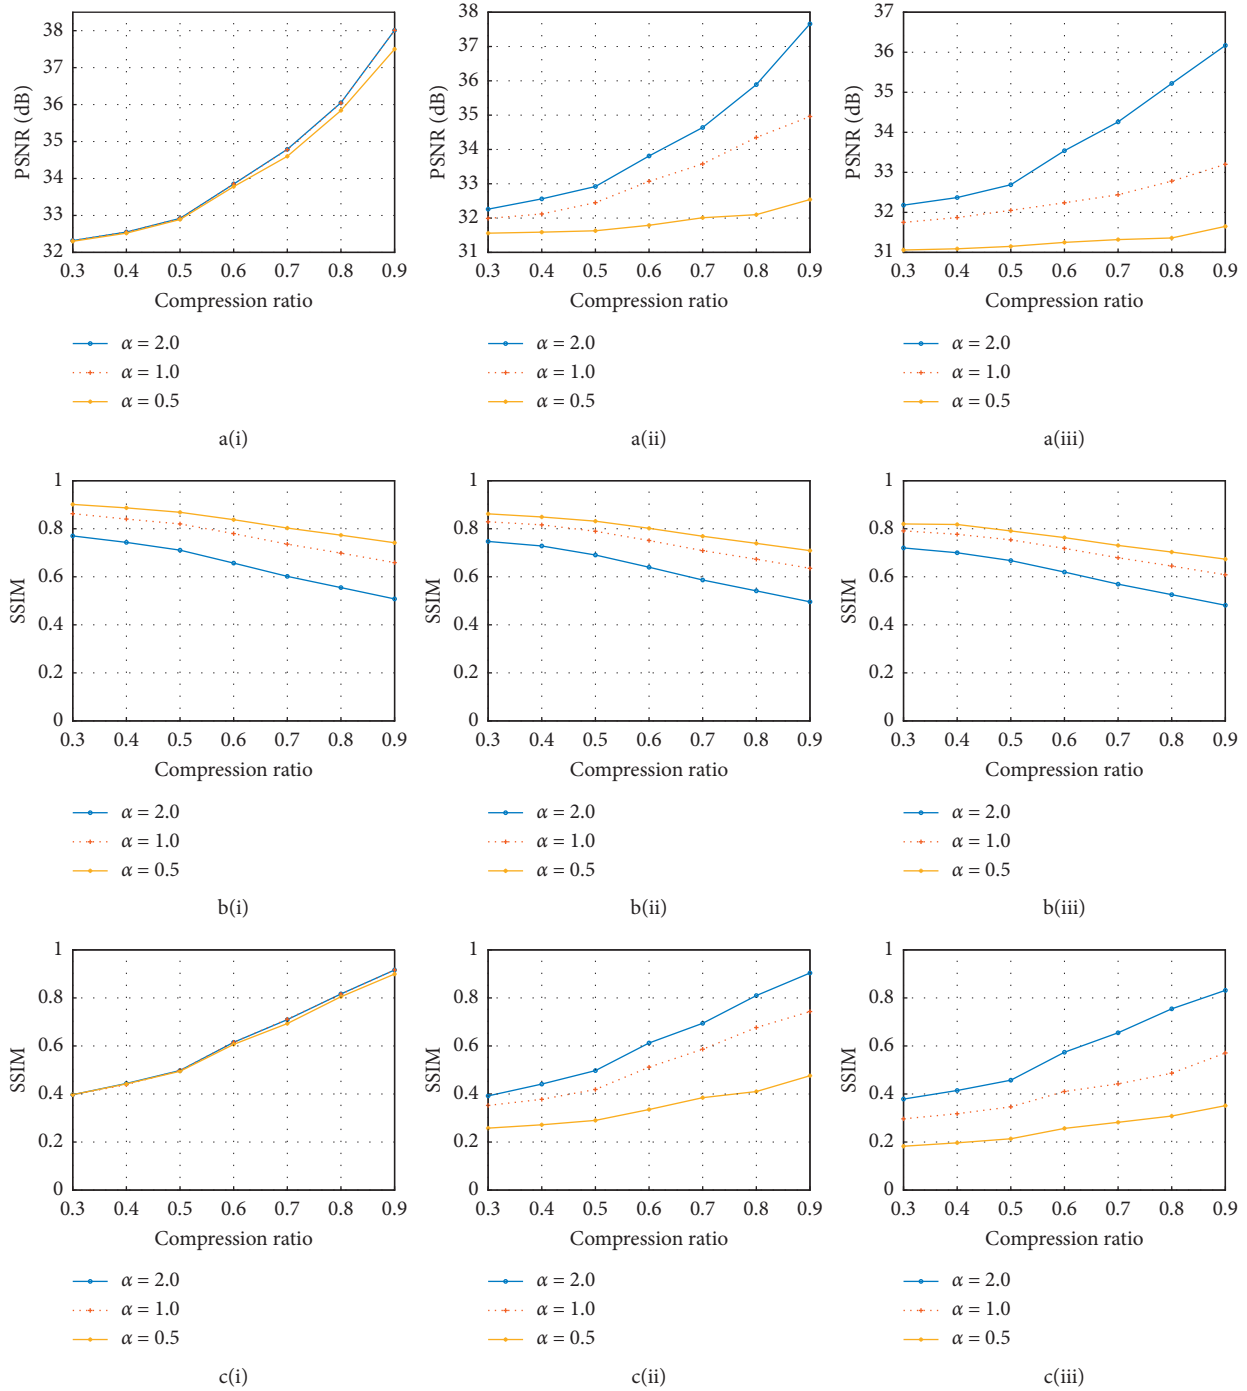 38
37
36
35
34
33
32
PSNR (dB)
0.3 0.4 0.5 0.6 0.7 0.8 0.9
Compression ratio
α = 2.0
α = 1.0
α = 0.5
a(i)
38
37
36
35
34
33
32
31
PSNR (dB)
0.3 0.4 0.5 0.6 0.7 0.8 0.9
Compression ratio
α = 2.0
α = 1.0
α = 0.5
a(ii)
37
36
35
34
33
32
31
PSNR (dB)
0.3 0.4 0.5 0.6 0.7 0.8 0.9
Compression ratio
α = 2.0
α = 1.0
α = 0.5
a(iii)
1
0.8
0.6
0.4
0.2
0
SSIM
0.3 0.4 0.5 0.6 0.7 0.8 0.9
Compression ratio
α = 2.0
α = 1.0
α = 0.5
b(i)
1
0.8
0.6
0.4
0.2
0
SSIM
0.3 0.4 0.5 0.6 0.7 0.8 0.9
Compression ratio
α = 2.0
α = 1.0
α = 0.5
b(ii)
1
0.8
0.6
0.4
0.2
0
SSIM
0.3 0.4 0.5 0.6 0.7 0.8 0.9
Compression ratio
α = 2.0
α = 1.0
α = 0.5
b(iii)
1
0.8
0.6
0.4
0.2
0
SSIM
0.3 0.4 0.5 0.6 0.7 0.8 0.9
Compression ratio
α = 2.0
α = 1.0
α = 0.5
c(i)
1
0.8
0.6
0.4
0.2
0
SSIM
0.3 0.4 0.5 0.6 0.7 0.8 0.9
Compression ratio
α = 2.0
α = 1.0
α = 0.5
c(ii)
1
0.8
0.6
0.4
0.2
0
SSIM
0.3 0.4 0.5 0.6 0.7 0.8 0.9
Compression ratio
α = 2.0
α = 1.0
α = 0.5
c(iii)